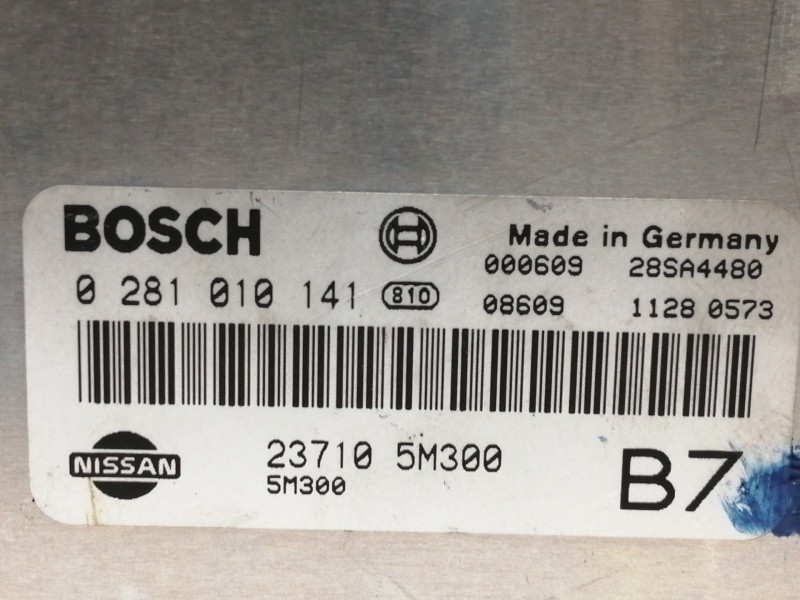 BOSCH Made in Germany
000609 28SA4480
0 281 010 141 810 08609 1128 0573
NISSAN 23710 5M300 B7
5M300